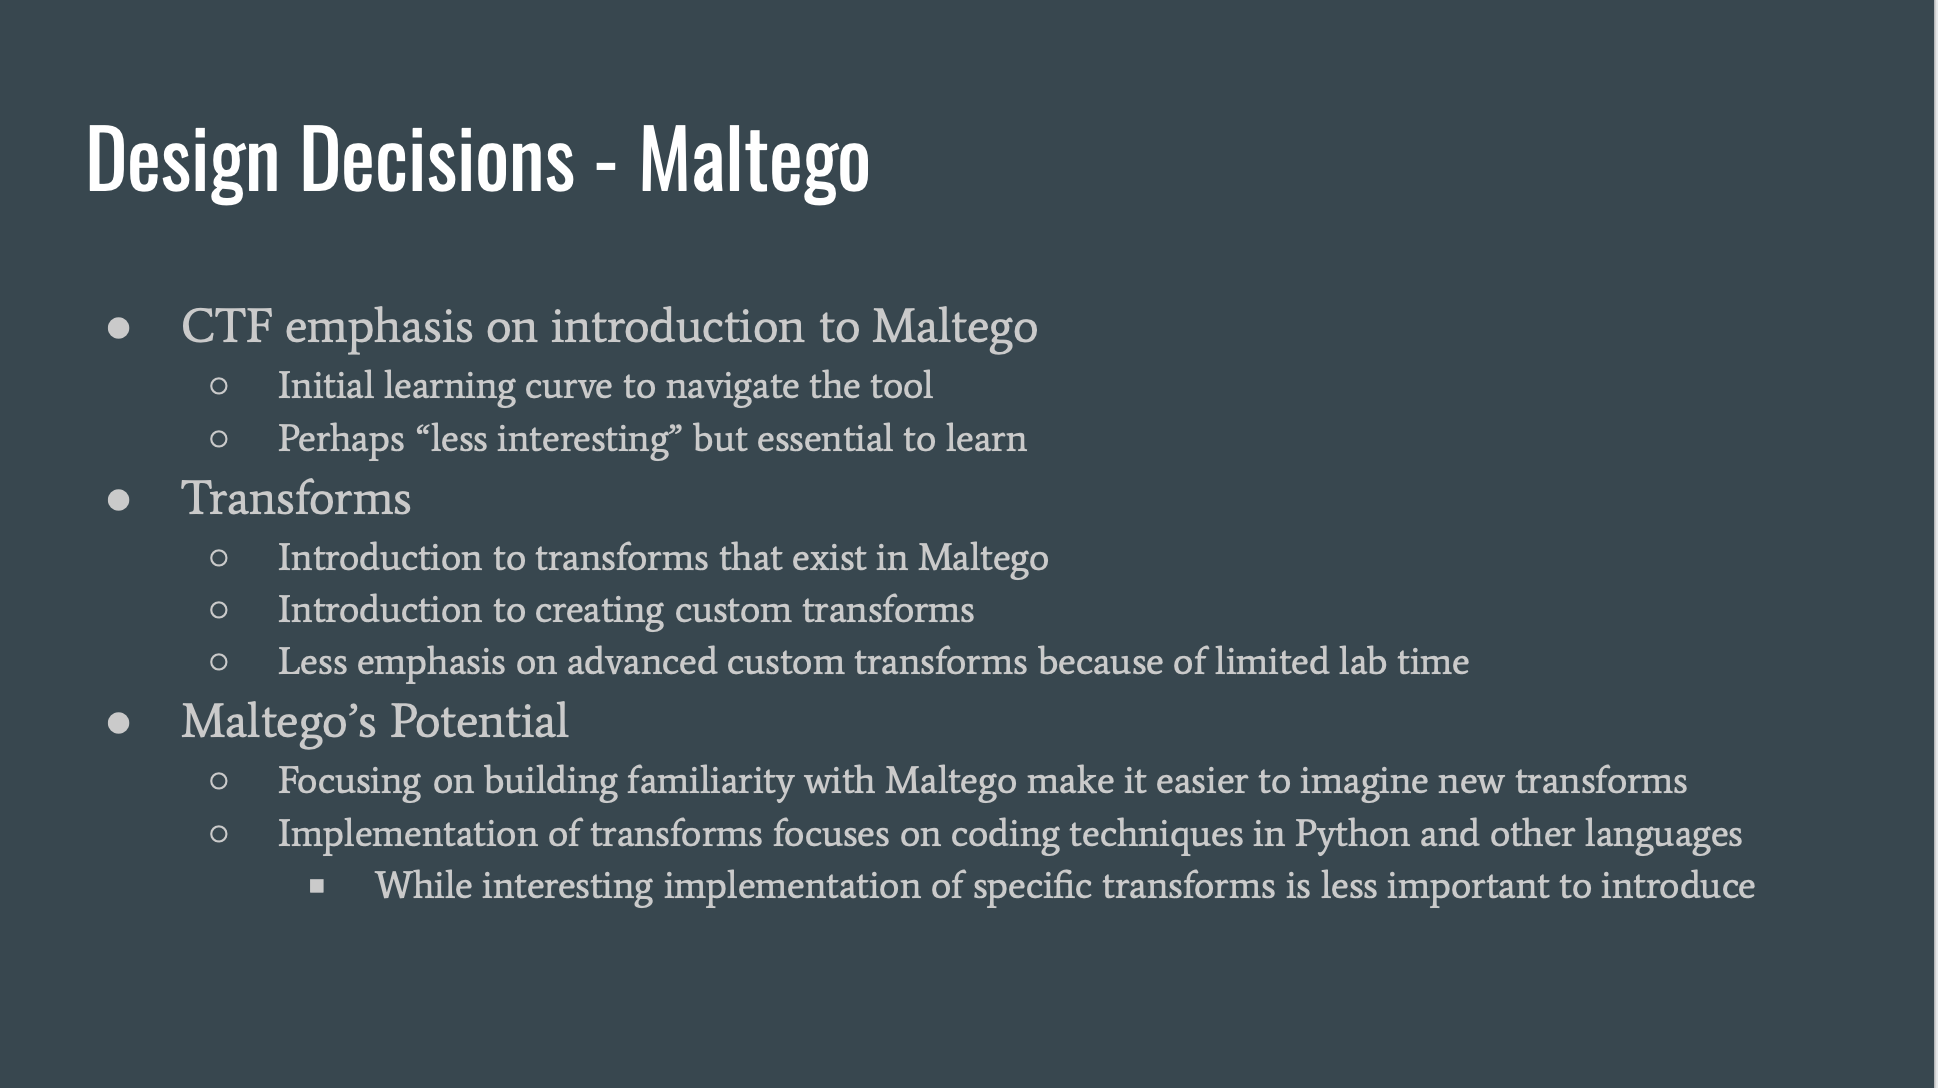 Design Decisions - Maltego
● CTF emphasis on introduction to Maltego
○ Initial learning curve to navigate the tool
○ Perhaps “less interesting” but essential to learn
● Transforms
○ Introduction to transforms that exist in Maltego
○ Introduction to creating custom transforms
○ Less emphasis on advanced custom transforms because of limited lab time
● Maltego’s Potential
○ Focusing on building familiarity with Maltego make it easier to imagine new transforms
○ Implementation of transforms focuses on coding techniques in Python and other languages
■ While interesting implementation of specific transforms is less important to introduce